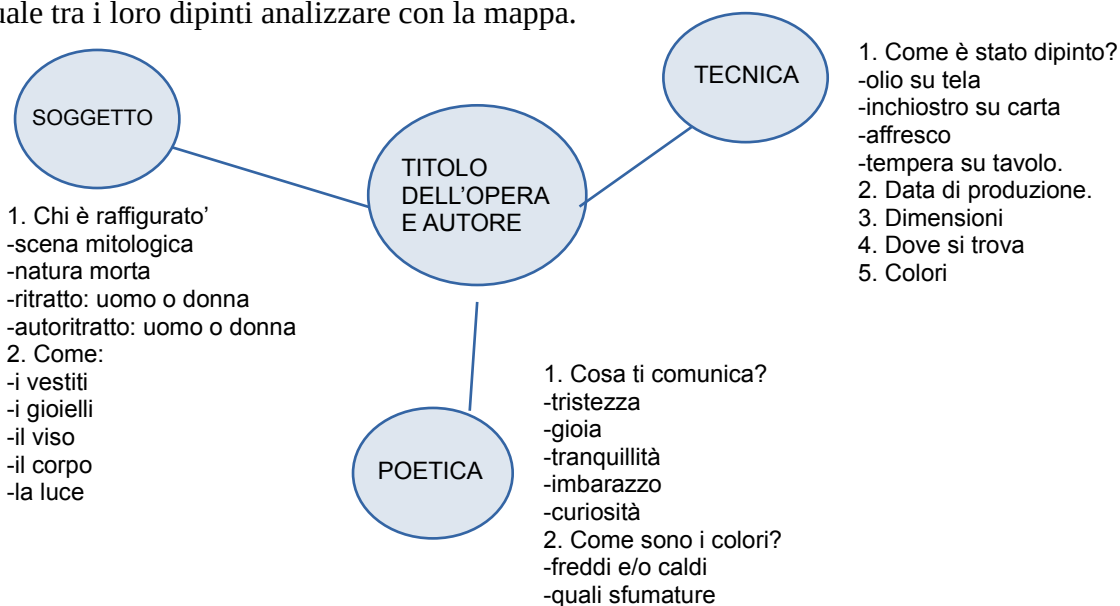 uale tra i loro dipinti analizzare con la mappa.
SOGGETTO
1. Chi è raffigurato’
-scena mitologica
-natura morta
-ritratto: uomo o donna
-autoritratto: uomo o donna
2. Come:
-i vestiti
-i gioielli
-il viso
-il corpo
-la luce
TITOLO
DELL’OPERA
E AUTORE
TECNICA
1. Come è stato dipinto?
-olio su tela
-inchiostro su carta
-affresco
-tempera su tavolo.
2. Data di produzione.
3. Dimensioni
4. Dove si trova
5. Colori
POETICA
1. Cosa ti comunica?
-tristezza
-gioia
-tranquillità
-imbarazzo
-curiosità
2. Come sono i colori?
-freddi e/o caldi
-quali sfumature